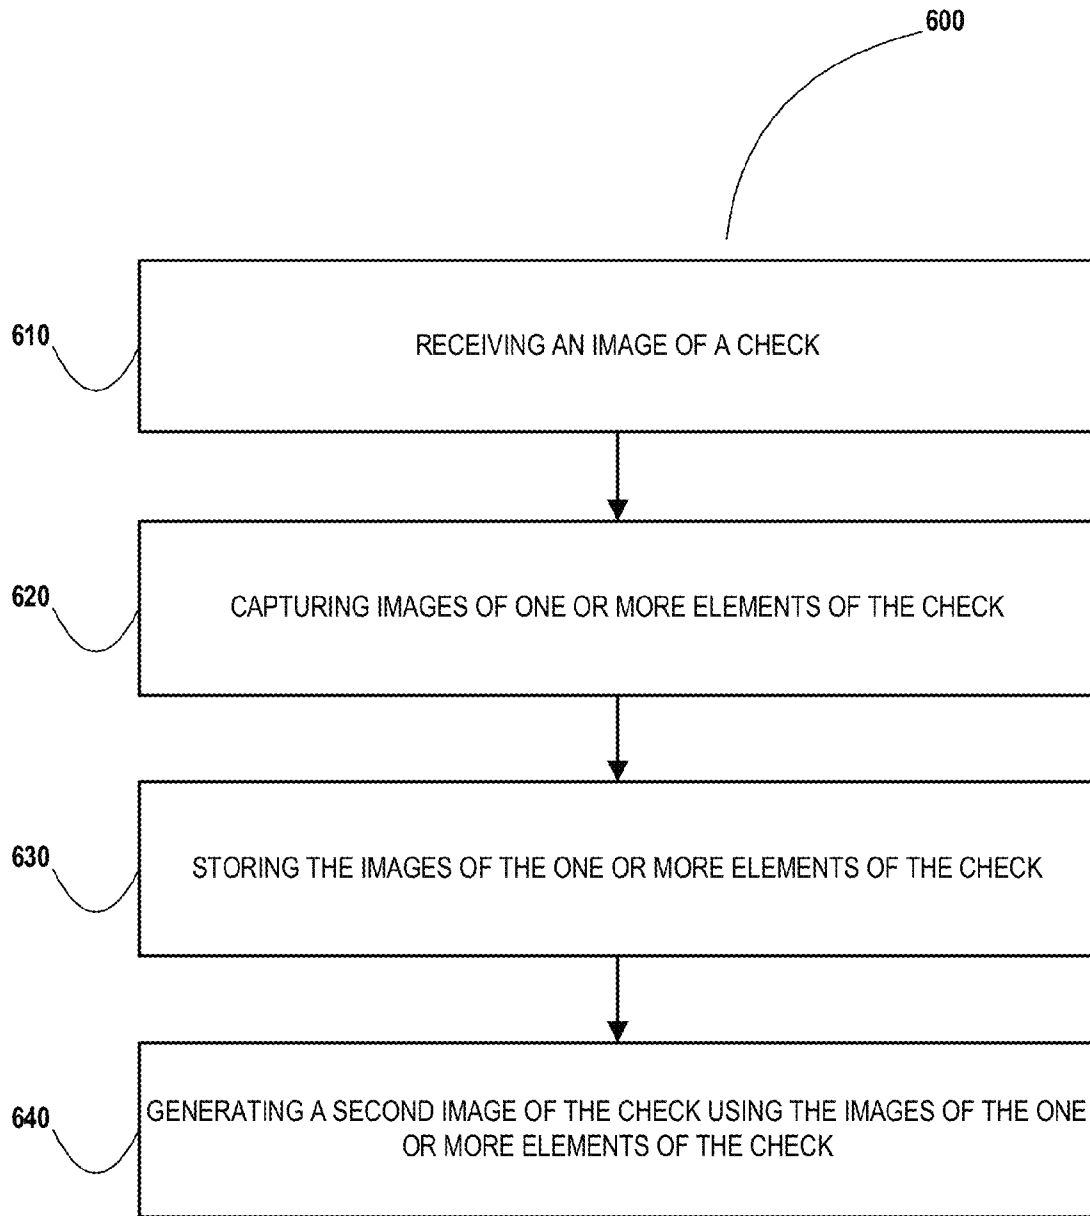 600
610
RECEIVING AN IMAGE OF A CHECK
620
CAPTURING IMAGES OF ONE OR MORE ELEMENTS OF THE CHECK
630
STORING THE IMAGES OF THE ONE OR MORE ELEMENTS OF THE CHECK
640
GENERATING A SECOND IMAGE OF THE CHECK USING THE IMAGES OF THE ONE
OR MORE ELEMENTS OF THE CHECK